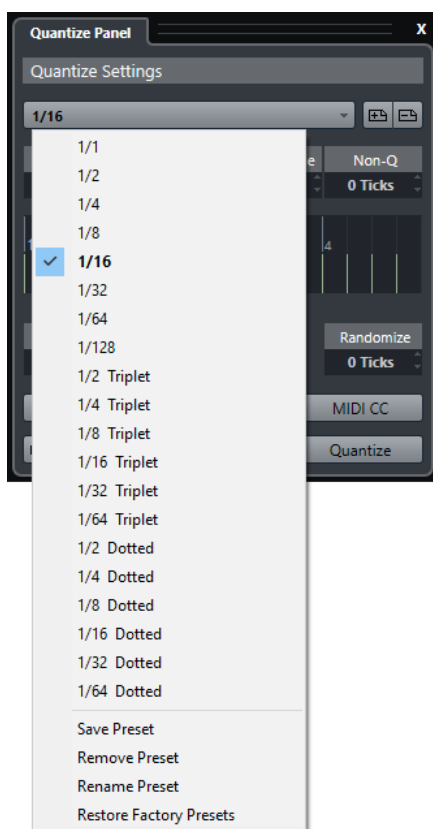 Quantize Panel
X
Quantize Settings
1/16
1/1
1/2
1/4
1/8
1/16
1/32
1/64
1/128
1/2 Triplet
1/4 Triplet
1/8 Triplet
1/16 Triplet
1/32 Triplet
1/64 Triplet
1/2 Dotted
1/4 Dotted
1/8 Dotted
1/16 Dotted
1/32 Dotted
1/64 Dotted
Save Preset
Remove Preset
Rename Preset
Restore Factory Presets
Non-Q
0 Ticks
4
Randomize
0 Ticks
MIDI CC
Quantize